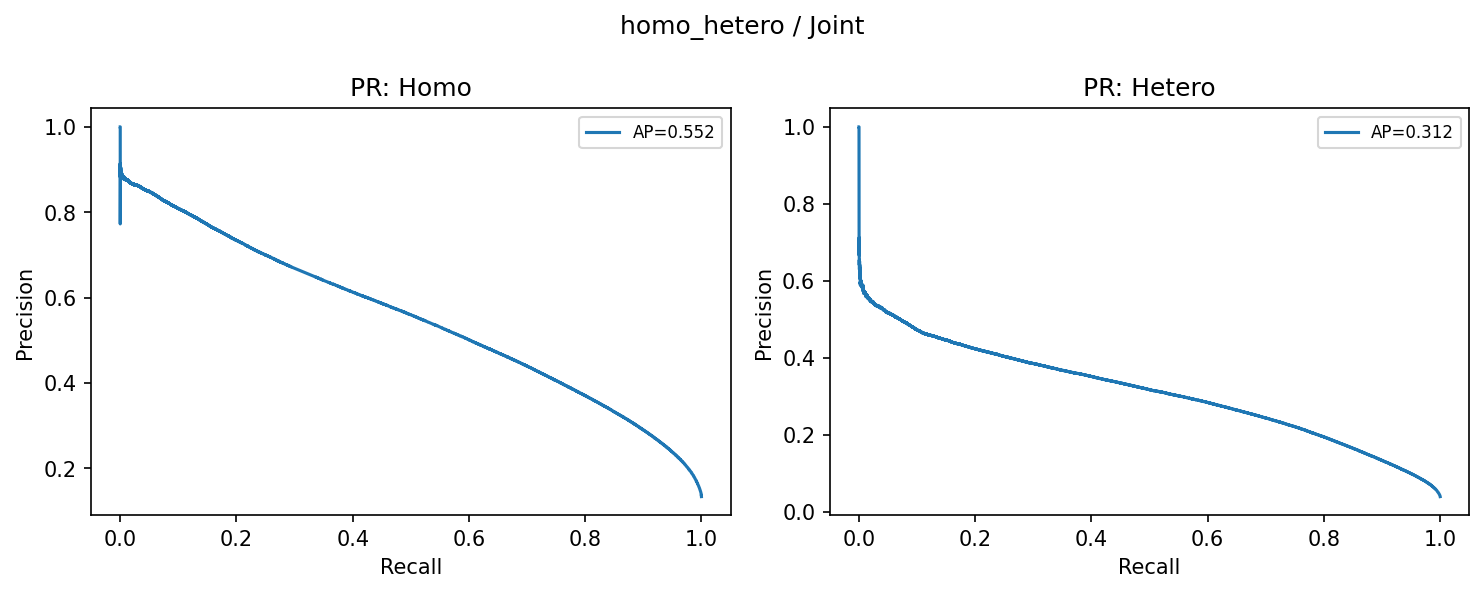 homo_hetero / Joint
PR: Homo
AP=0.552
1.0
0.8
0.6
0.4
0.2
Precision
0.0 0.2 0.4 0.6 0.8 1.0
Recall
PR: Hetero
AP=0.312
1.0
0.8
0.6
0.4
0.2
0.0
Precision
0.0 0.2 0.4 0.6 0.8 1.0
Recall